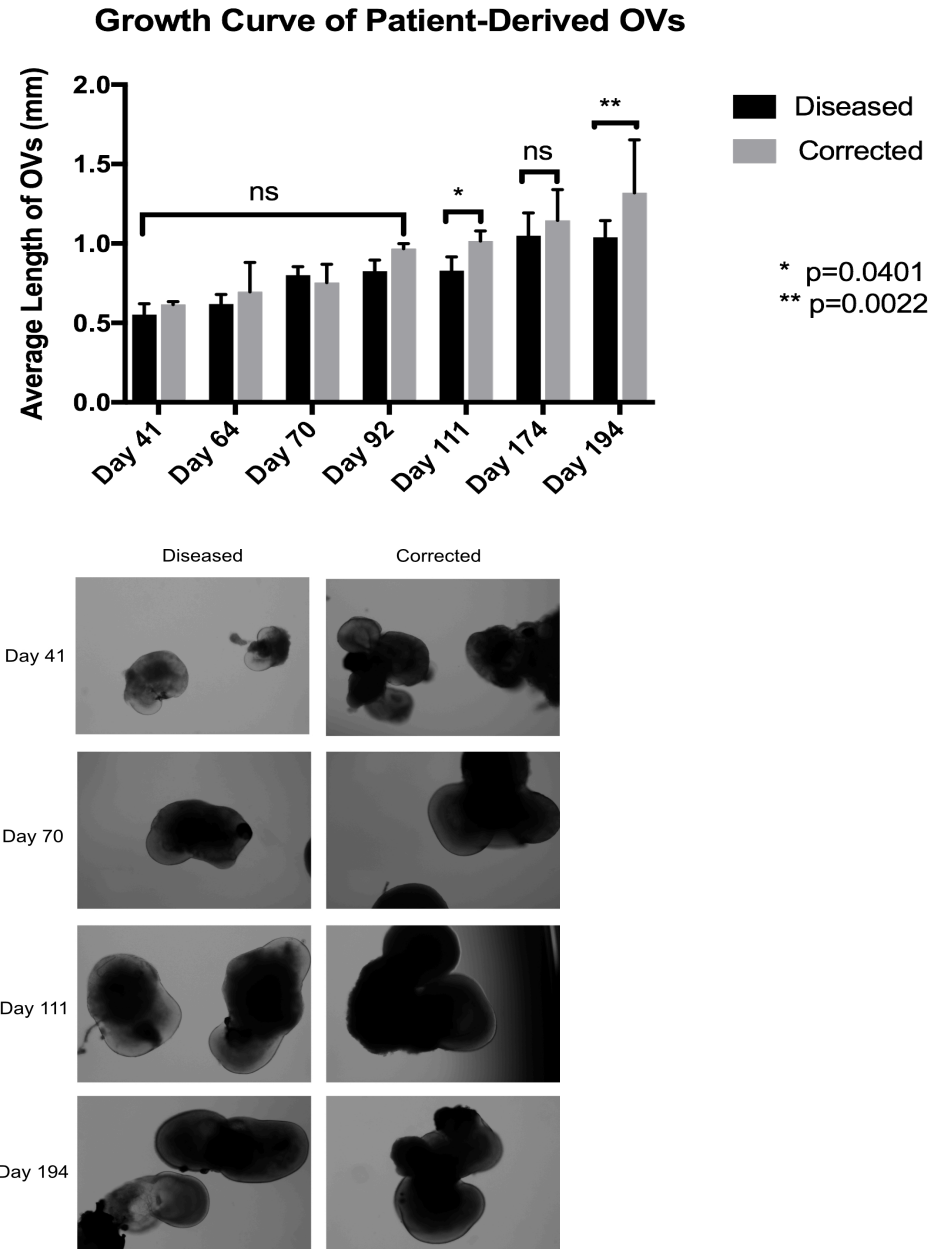 Growth Curve of Patient-Derived OVs
Average Length of OVs (mm)
2.0
1.5
1.0
0.5
0.0
ns
*
ns
**
Day 41
Day 64
Day 70
Day 92
Day 111
Day 174
Day 194
Diseased
Corrected
* p=0.0401
** p=0.0022
Diseased Corrected
Day 41
Day 70
Day 111
Day 194